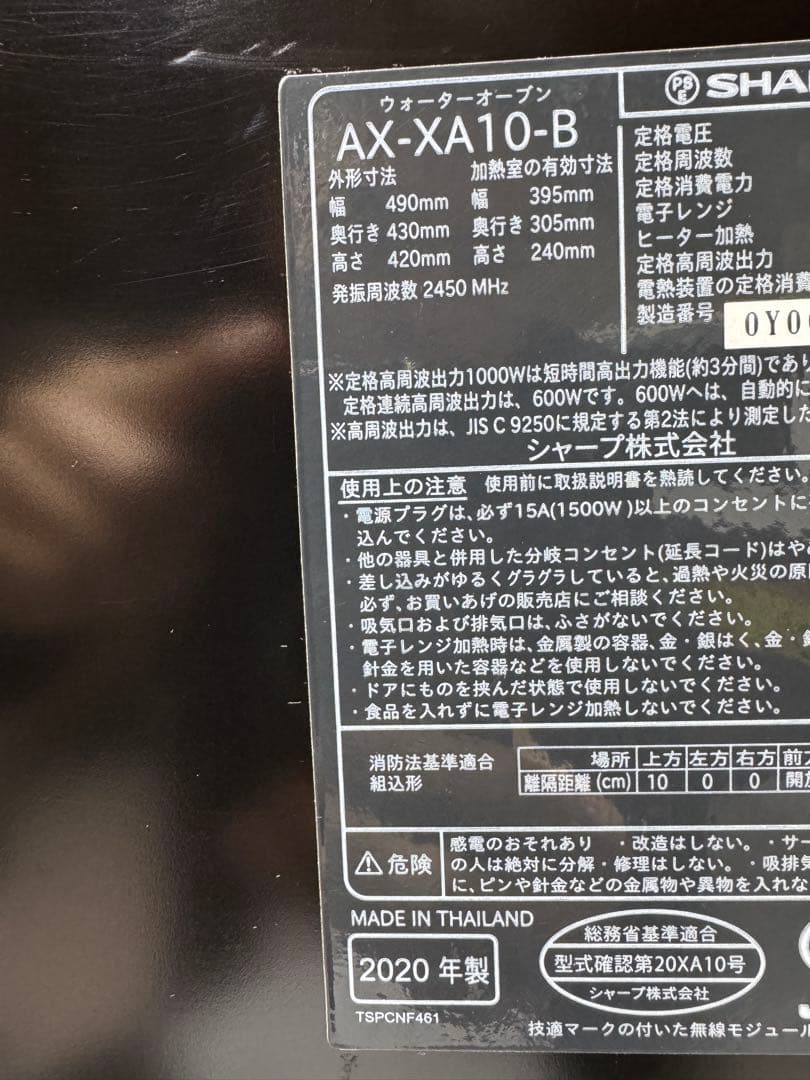 ウォーターオーブン
AX-XA10-B
外形寸法 加熱室の有効寸法
幅 490mm 幅 395mm
奥行き 430mm 奥行き 305mm
高さ 420mm 高さ 240mm
発振周波数 2450 MHz
PSE SHA
定格電圧
定格周波数
定格消費電力
電子レンジ
ヒーター加熱
定格高周波出力
電熱装置の定格消費
製造番号 0Y0
※定格高周波出力1000Wは短時間高出力機能(約3分間)であり
定格連続高周波出力は、600Wです。600Wへは、自動的に
※高周波出力は、JIS C 9250に規定する第2法により測定した
シャープ株式会社
使用上の注意 使用前に取扱説明書を熟読してください。
・電源プラグは、必ず15A(1500W)以上のコンセントに
込んでください。
・他の器具と併用した分岐コンセント(延長コード)はや
・差し込みがゆるくグラグラしていると、過熱や火災の原
必ず、お買いあげの販売店にご相談ください。
・吸気口および排気口は、ふさがないでください。
・電子レンジ加熱時は、金属製の容器、金・銀はく、金・
針金を用いた容器などを使用しないでください。
・ドアにものを挟んだ状態で使用しないでください。
・食品を入れずに電子レンジ加熱しないでください。
消防法基準適合
組込形
場所 上方 左方 右方 前
離隔距離(cm) 10 0 0 開
⚠危険
感電のおそれあり ・改造はしない。・サー
の人は絶対に分解・修理はしない。・吸排気
に、ピンや針金などの金属物や異物を入れな
MADE IN THAILAND
2020 年製
TSPCNF461
総務省基準適合
型式確認第20XA10号
シャープ株式会社
技適マークの付いた無線モジュール